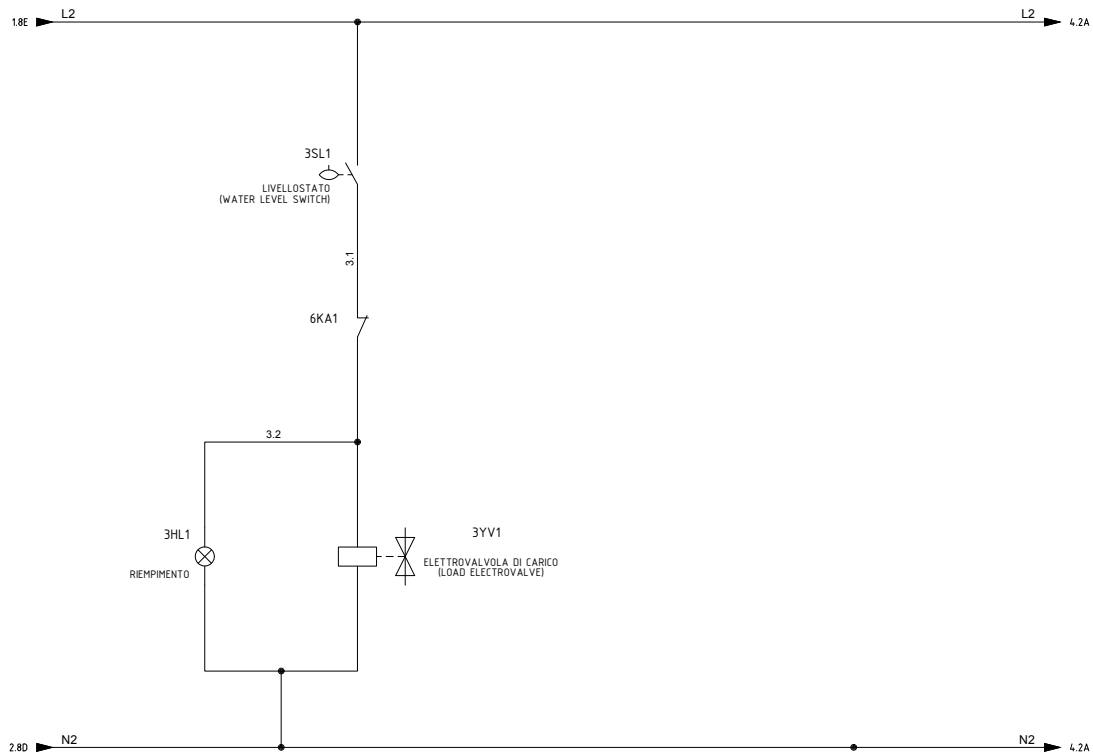 1.8E
L2
L2
4.2A
3SL1
LIVELLOSTATO
(WATER LEVEL SWITCH)
3.1
6KA1
3.2
3HL1
RIEMPIMENTO
3YV1
ELETTROVALVOLA DI CARICO
(LOAD ELECTROVALVE)
2.8D
N2
N2
4.2A